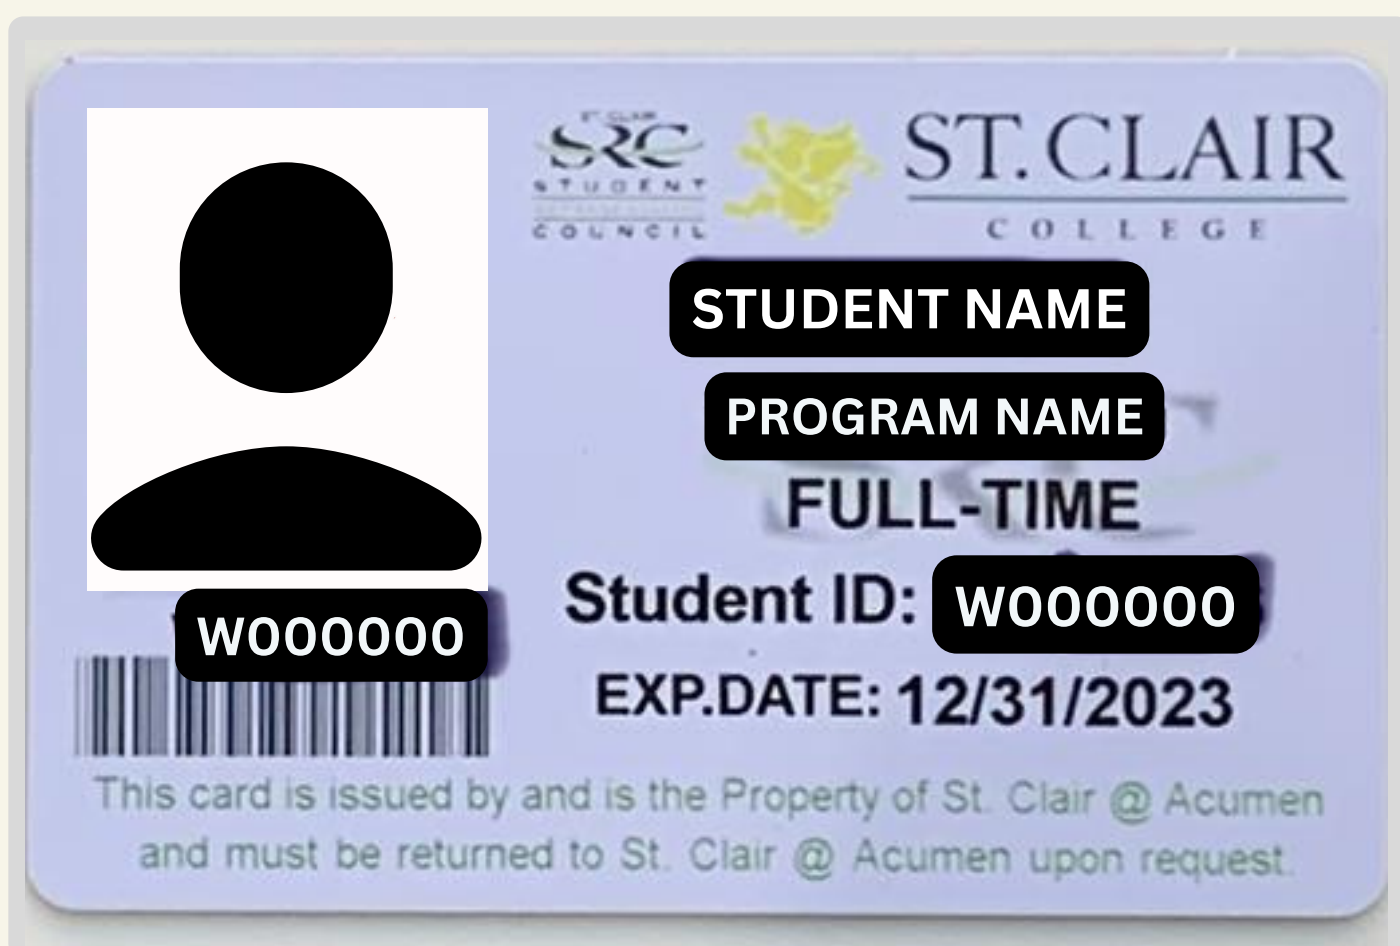 ST. CLAIR
SRC
STUDENT
COUNCIL
ST. CLAIR
COLLEGE
STUDENT NAME
PROGRAM NAME
FULL-TIME
Student ID: W000000
EXP.DATE: 12/31/2023
W000000
This card is issued by and is the Property of St. Clair @ Acumen
and must be returned to St. Clair @ Acumen upon request.